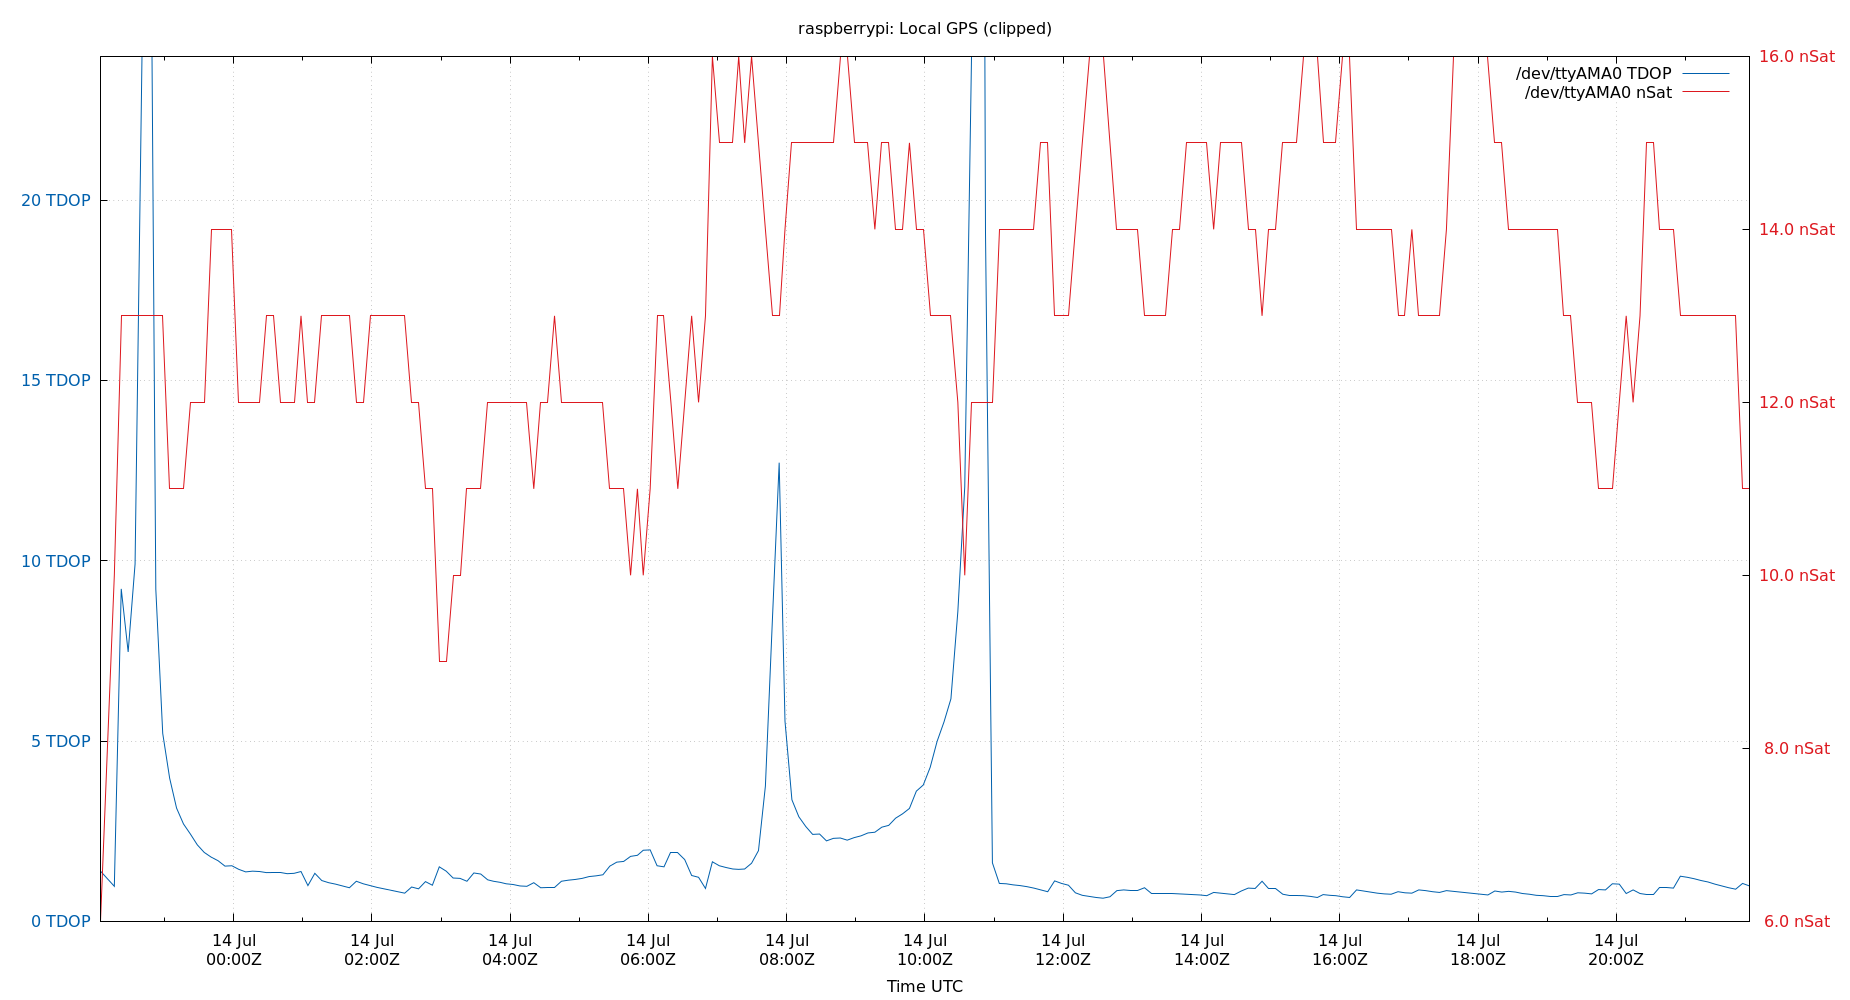 raspberrypi: Local GPS (clipped)
/dev/ttyAMA0 TDOP
/dev/ttyAMA0 nSat
20 TDOP
15 TDOP
10 TDOP
5 TDOP
0 TDOP
16.0 nSat
14.0 nSat
12.0 nSat
10.0 nSat
8.0 nSat
6.0 nSat
14 Jul 14 Jul 14 Jul 14 Jul 14 Jul 14 Jul 14 Jul 14 Jul 14 Jul 14 Jul 14 Jul
00:00Z 02:00Z 04:00Z 06:00Z 08:00Z 10:00Z 12:00Z 14:00Z 16:00Z 18:00Z 20:00Z
Time UTC